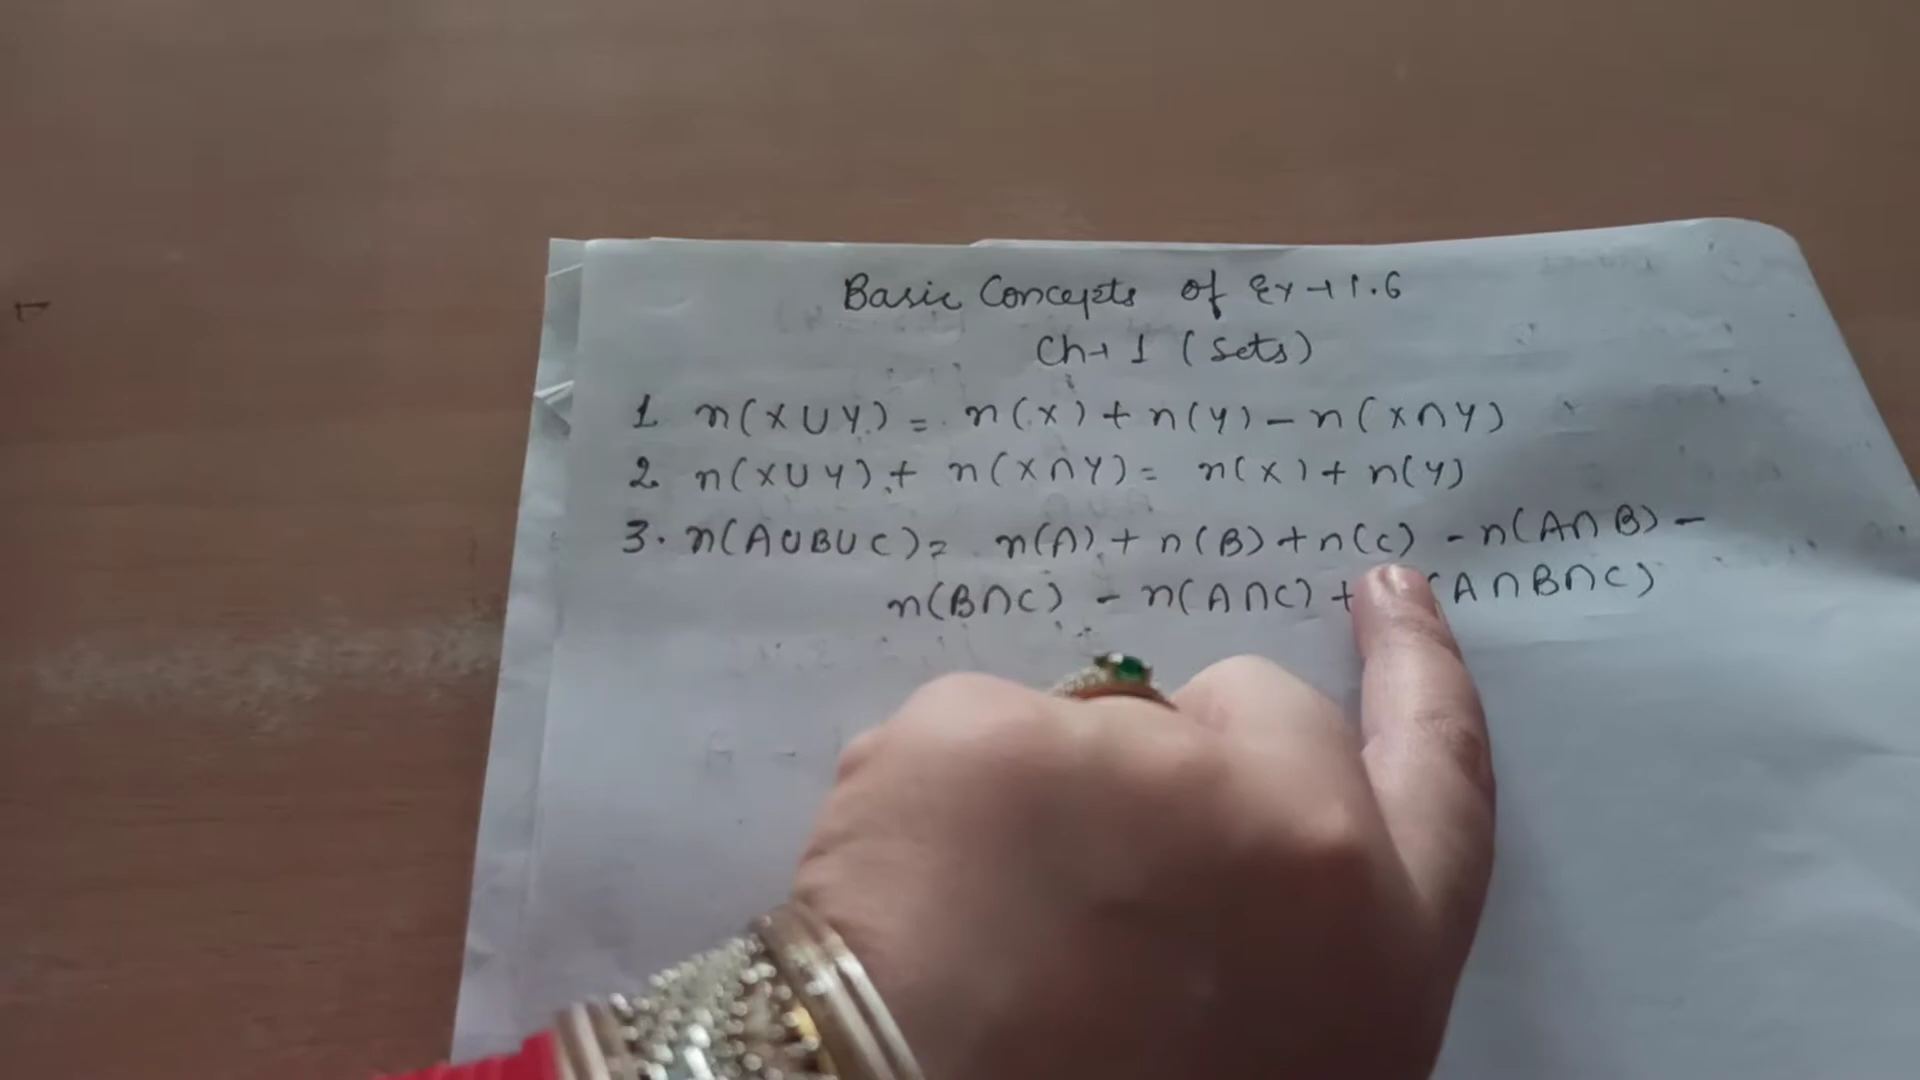 Basic Concepts of Ex→1.6
Ch→1 (Sets)
1. n(X∪Y) = n(X) + n(Y) - n(X∩Y)
2. n(X∪Y) + n(X∩Y) = n(X) + n(Y)
3. n(A∪B∪C) = n(A) + n(B) + n(C) - n(A∩B) -
n(B∩C) - n(A∩C) + (A∩B∩C)